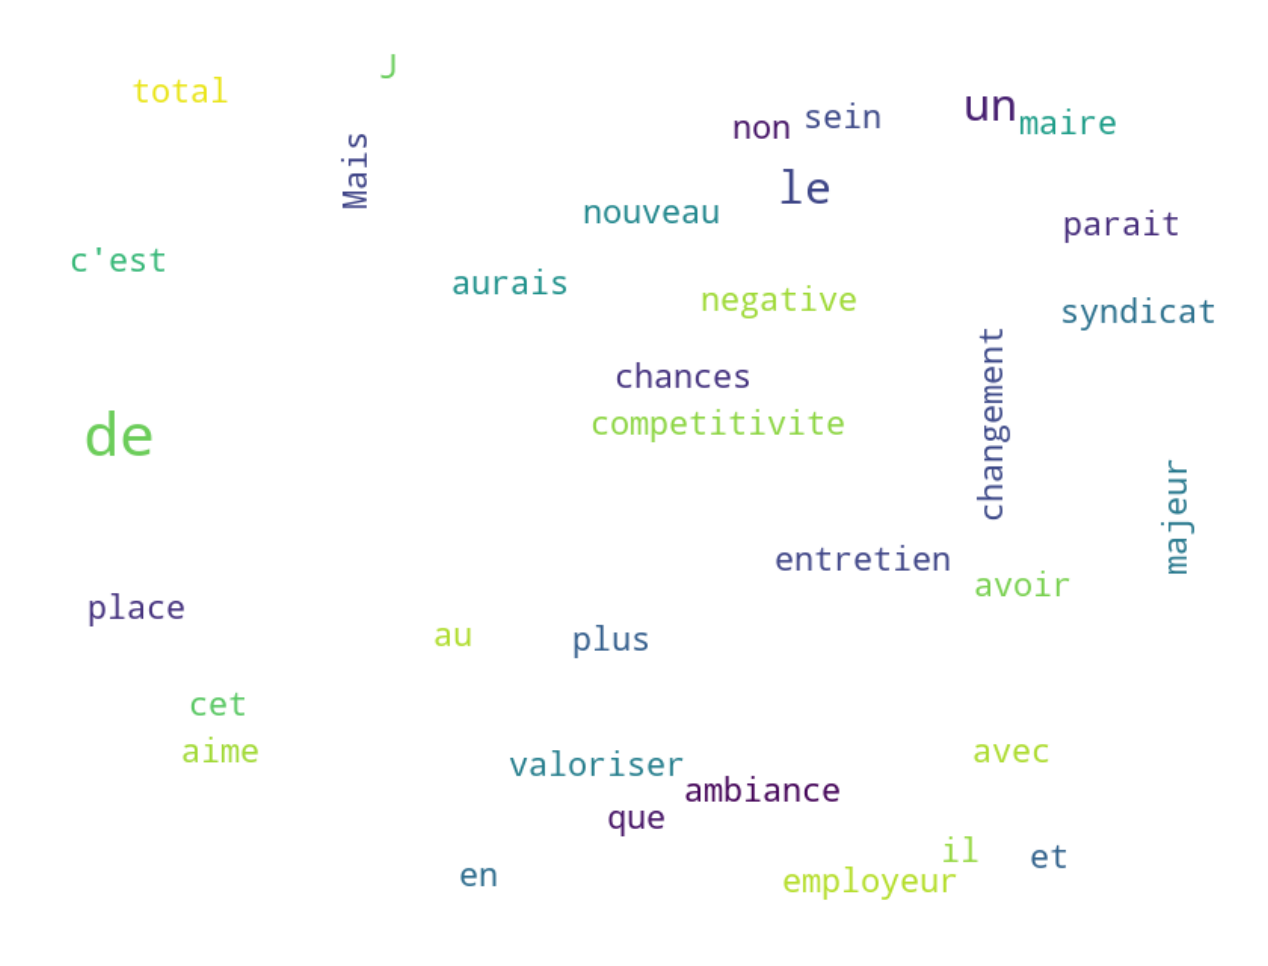 J
total
un
non
sein
maire
Mais
le
nouveau
parait
c'est
aurais
negative
syndicat
chances
changement
competitivite
de
majeur
entretien
avoir
place
au
plus
cet
aime
valoriser
avec
ambiance
que
il
et
en
employeur